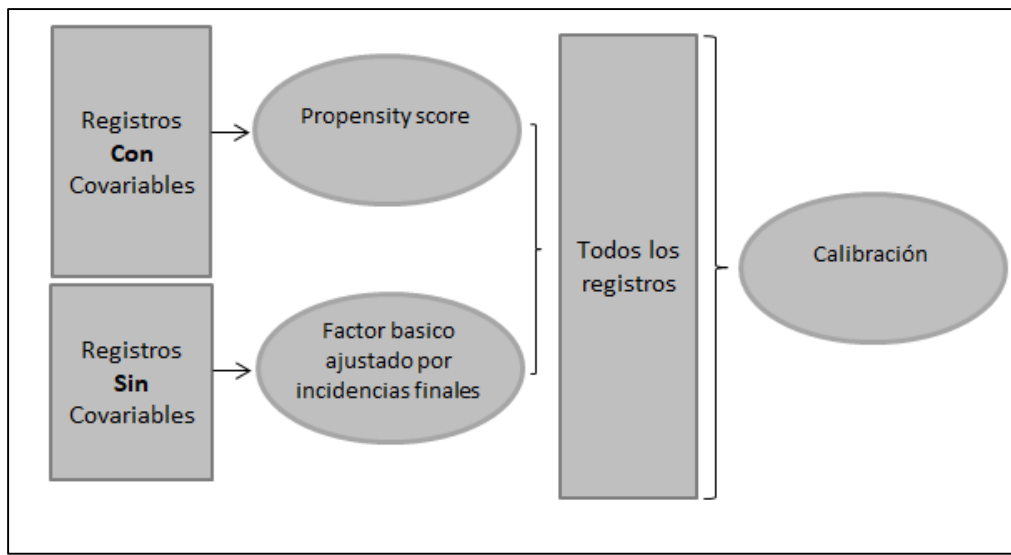 Registros
Con
Covariables
Propensity score
Registros
Sin
Covariables
Factor basico
ajustado por
incidencias finales
Todos los
registros
Calibración